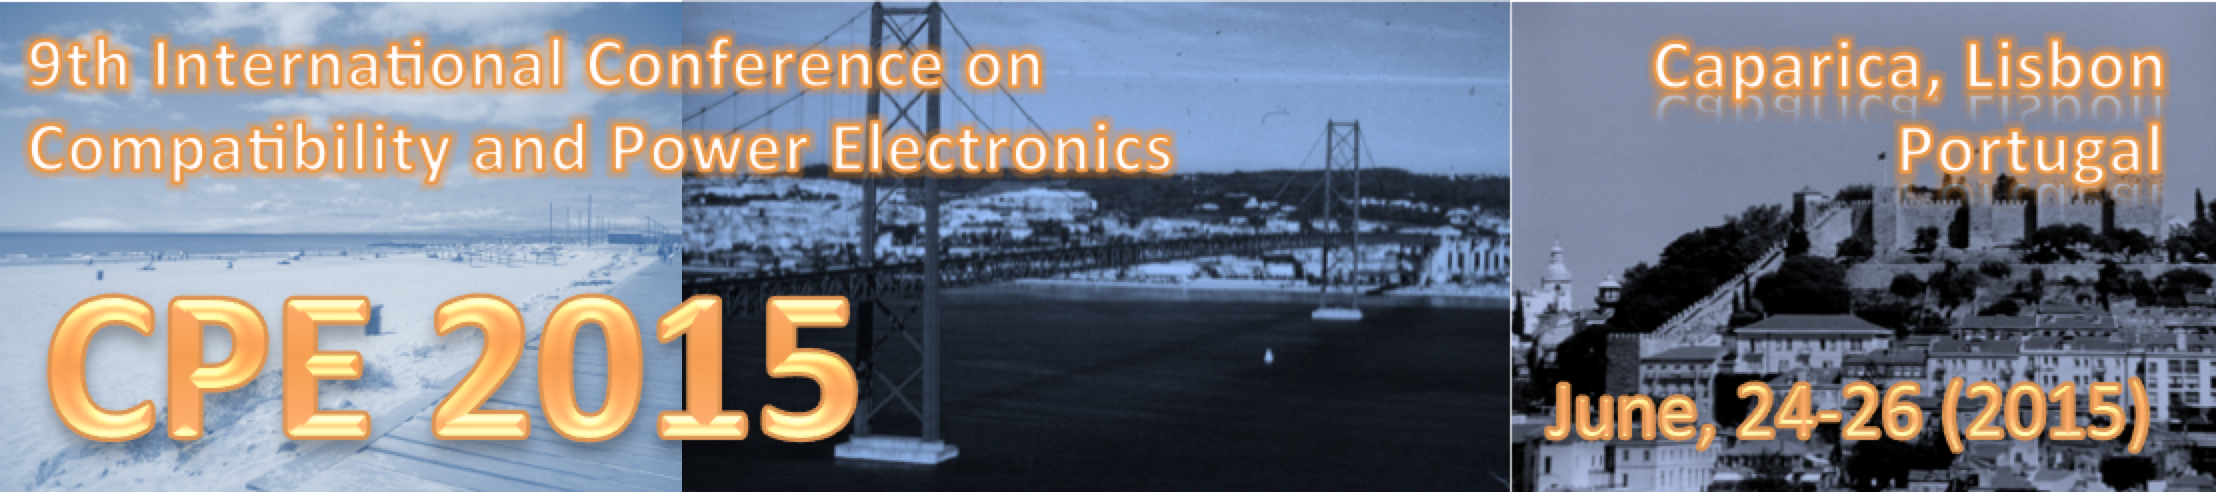 9th International Conference on
Compatibility and Power Electronics
Caparica, Lisbon
Portugal
CPE 2015
June, 24-26 (2015)